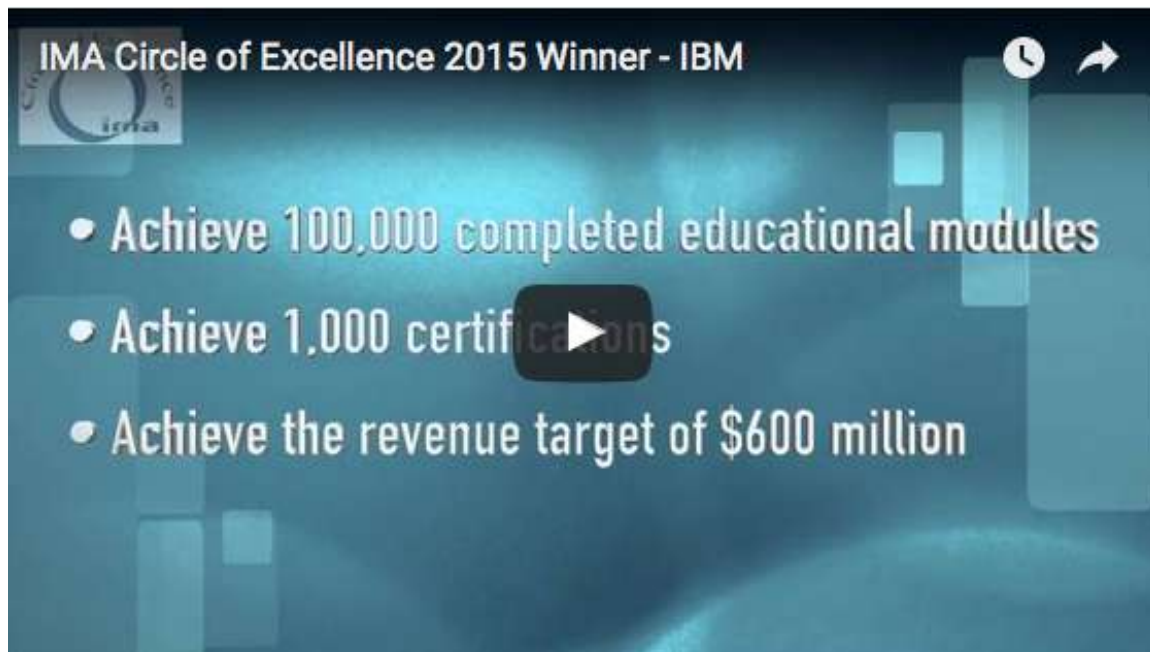 IMA Circle of Excellence 2015 Winner - IBM
ima
• Achieve 100,000 completed educational modules
• Achieve 1,000 certifications
• Achieve the revenue target of $600 million